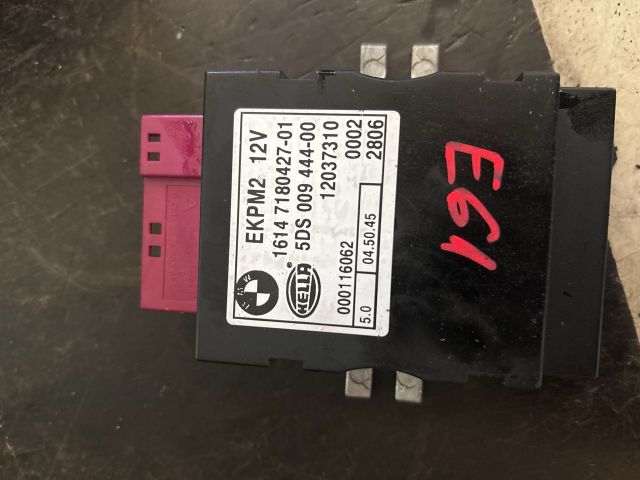 EKPM2 12V
1614 7180427-01
5DS 009 444-00
12037310
BMW
HELLA®
000116062 0002
5.0 04.50.45 2806
E61